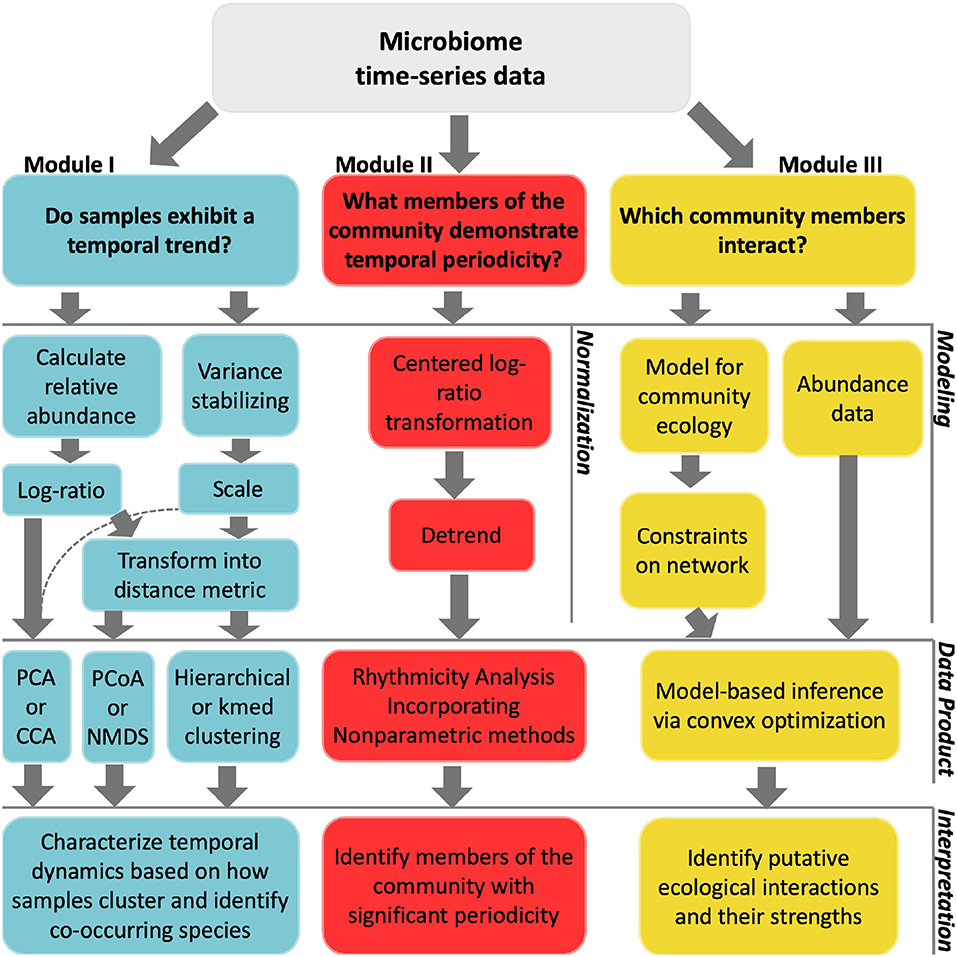 Microbiome
time-series data
Module I
Module II
Module III
Do samples exhibit a
temporal trend?
What members of the
community demonstrate
temporal periodicity?
Which community members
interact?
Normalization
Modeling
Calculate
relative
abundance
Variance
stabilizing
Log-ratio
Scale
Transform into
distance metric
Centered log-
ratio
transformation
Detrend
Model for
community
ecology
Abundance
data
Constraints
on network
Data Product
PCA
or
CCA
PCoA
or
NMDS
Hierarchical
or kmed
clustering
Rhythmicity Analysis
Incorporating
Nonparametric methods
Model-based inference
via convex optimization
Interpretation
Characterize temporal
dynamics based on how
samples cluster and identify
co-occurring species
Identify members of the
community with
significant periodicity
Identify putative
ecological interactions
and their strengths